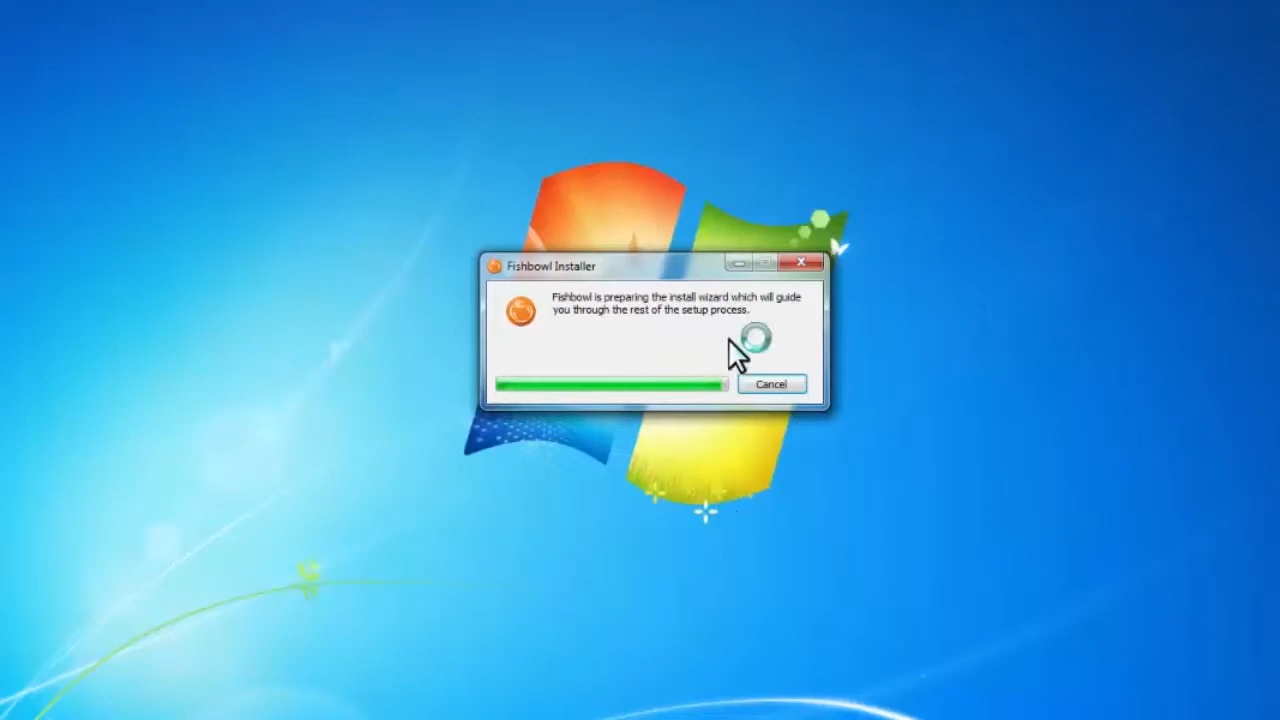 Fishbowl Installer
Fishbowl is preparing the install wizard which will guide
you through the rest of the setup process.
Cancel